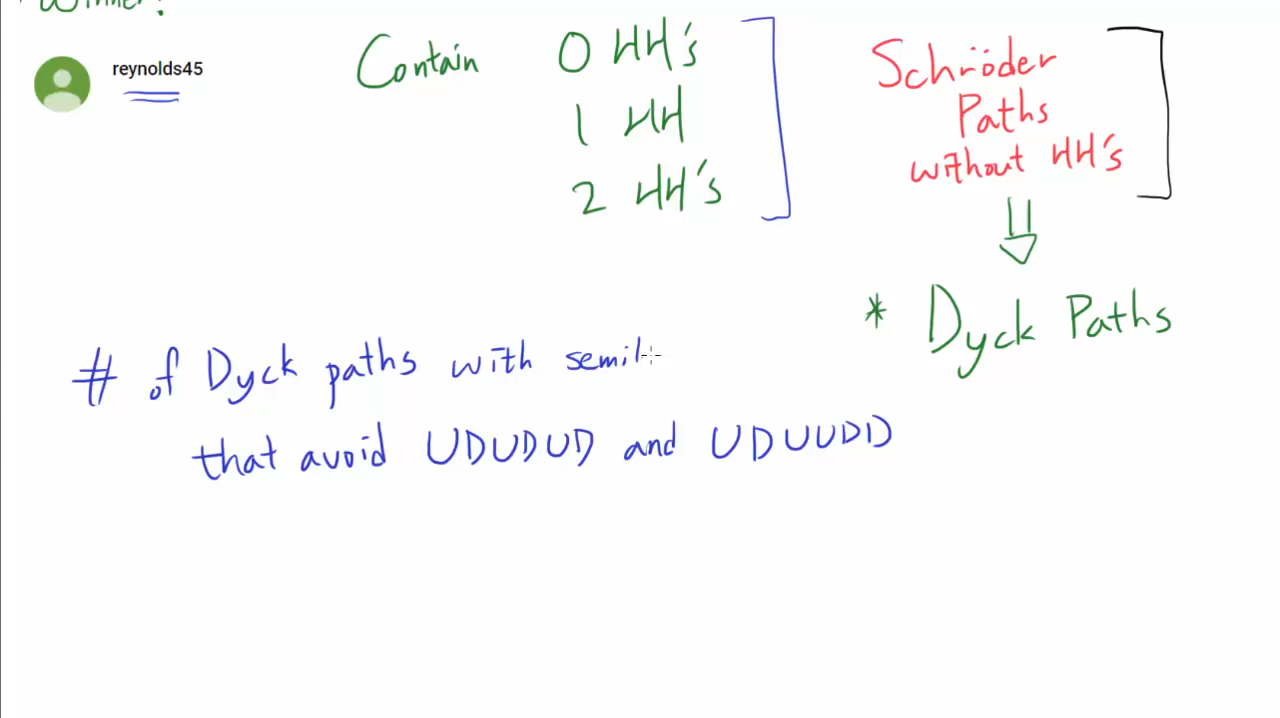 reynolds45
Contain 0 HH's
1 HH
2 HH's
Schröder
Paths
without HH's
* Dyck Paths
# of Dyck paths with semil
that avoid UDUDUD and UDUUDD